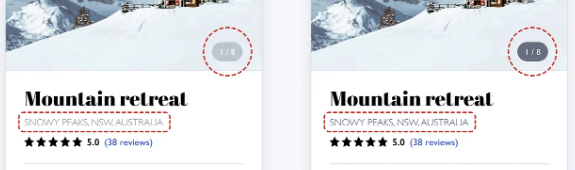 1 / 8
Mountain retreat
SNOWY PEAKS, NSW, AUSTRALIA
5.0 (38 reviews)
1 / 8
Mountain retreat
SNOWY PEAKS, NSW, AUSTRALIA
5.0 (38 reviews)